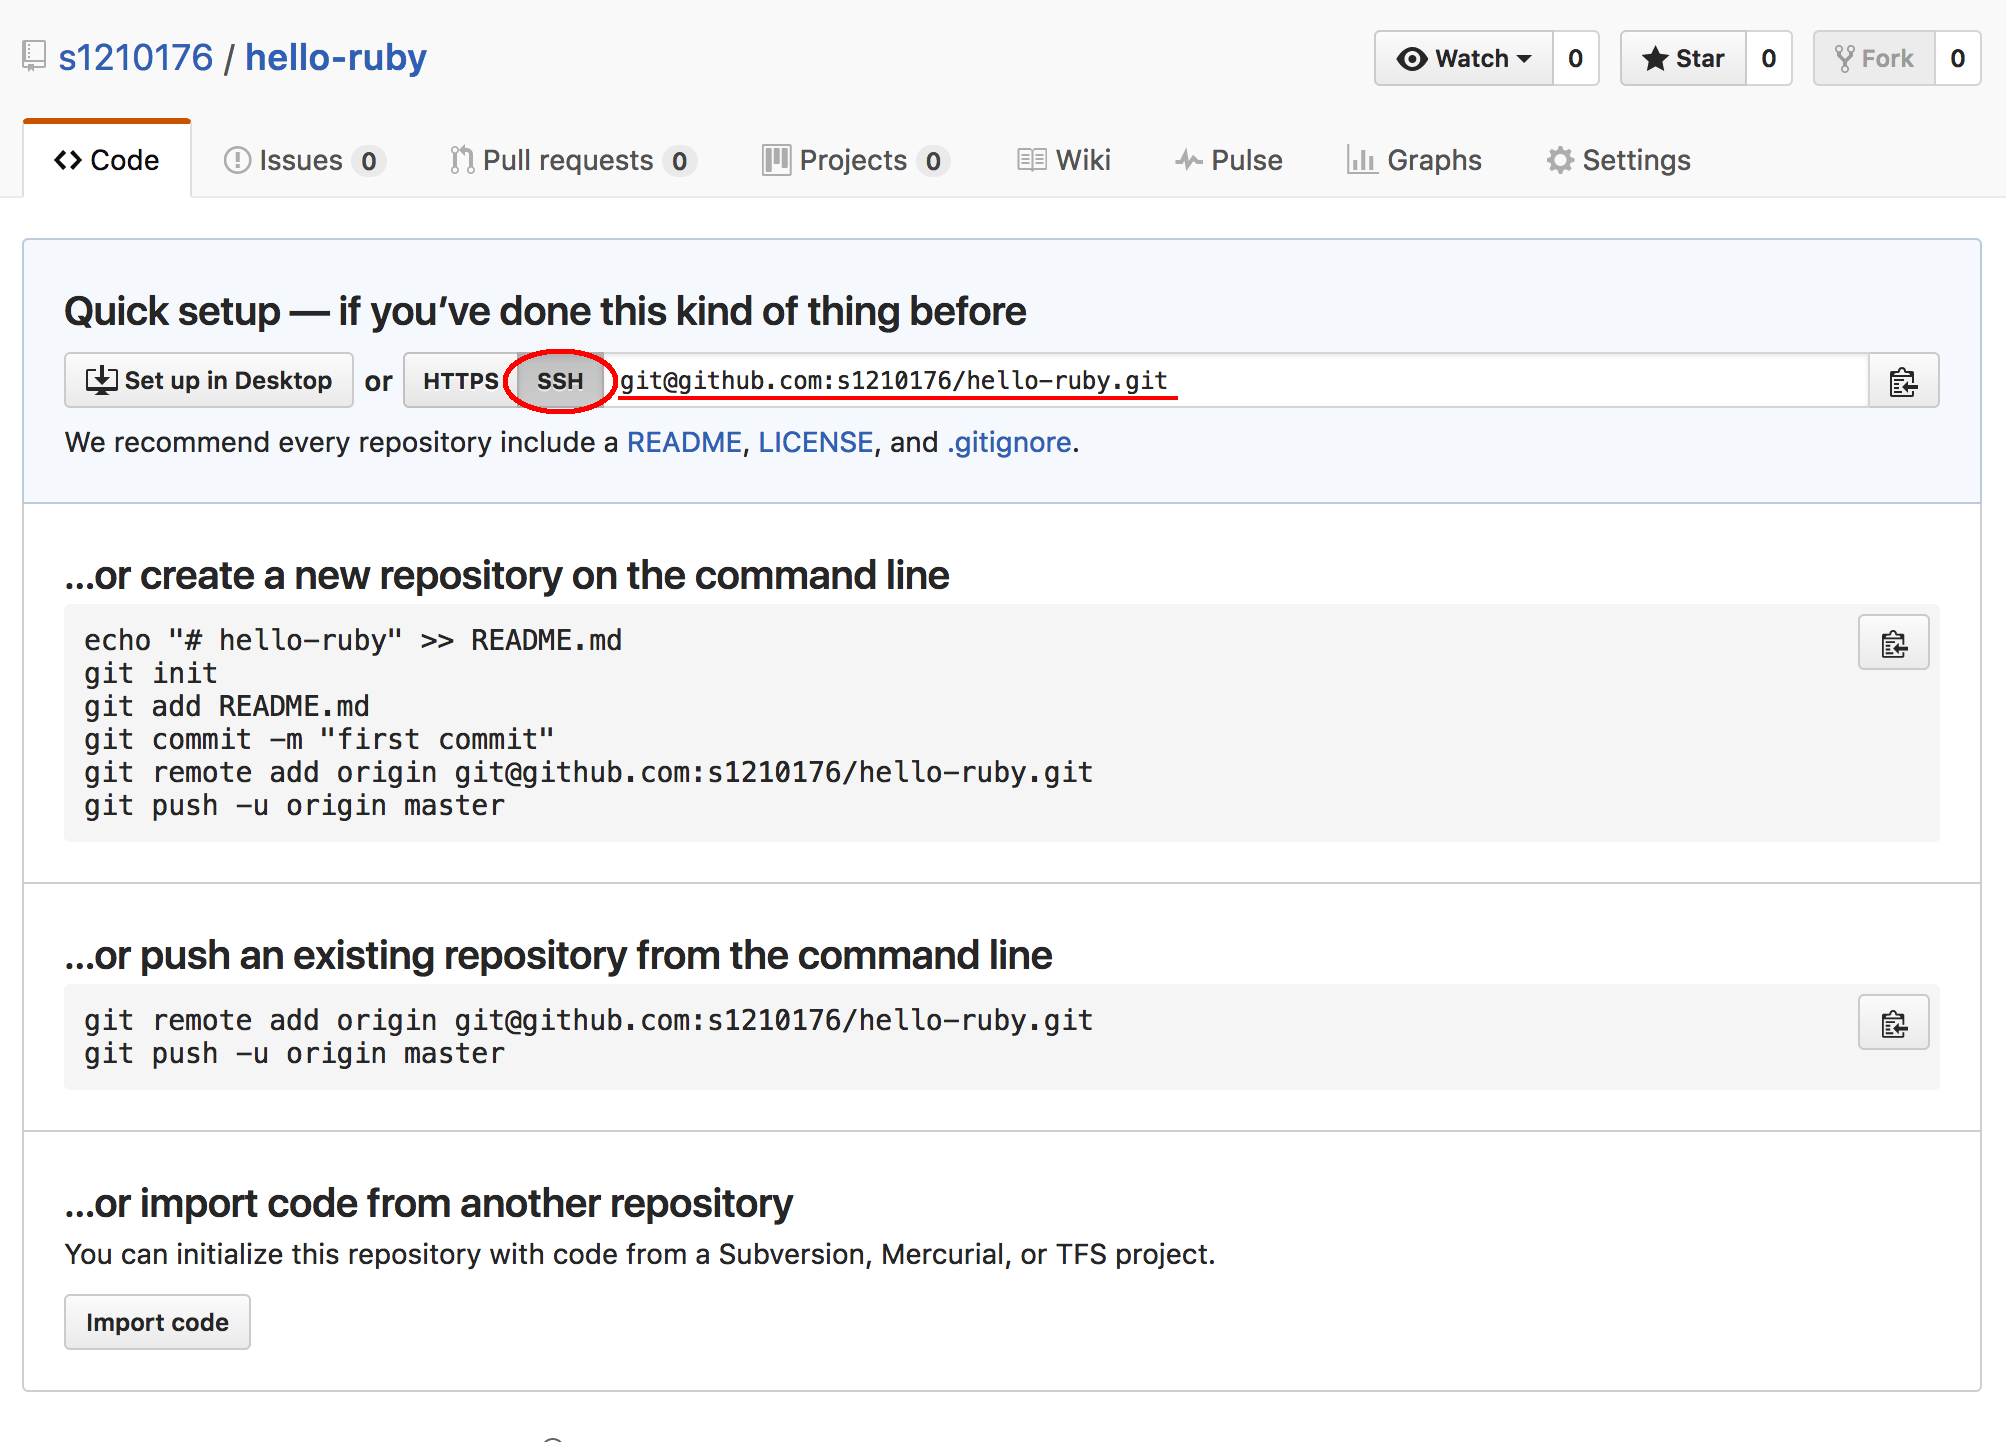 s1210176 / hello-ruby
Watch 0 Star 0 Fork 0
Code Issues 0 Pull requests 0 Projects 0 Wiki Pulse Graphs Settings
Quick setup — if you’ve done this kind of thing before
Set up in Desktop or HTTPS SSH git@github.com:s1210176/hello-ruby.git
We recommend every repository include a README, LICENSE, and .gitignore.
…or create a new repository on the command line
echo "# hello-ruby" >> README.md
git init
git add README.md
git commit -m "first commit"
git remote add origin git@github.com:s1210176/hello-ruby.git
git push -u origin master
…or push an existing repository from the command line
git remote add origin git@github.com:s1210176/hello-ruby.git
git push -u origin master
…or import code from another repository
You can initialize this repository with code from a Subversion, Mercurial, or TFS project.
Import code